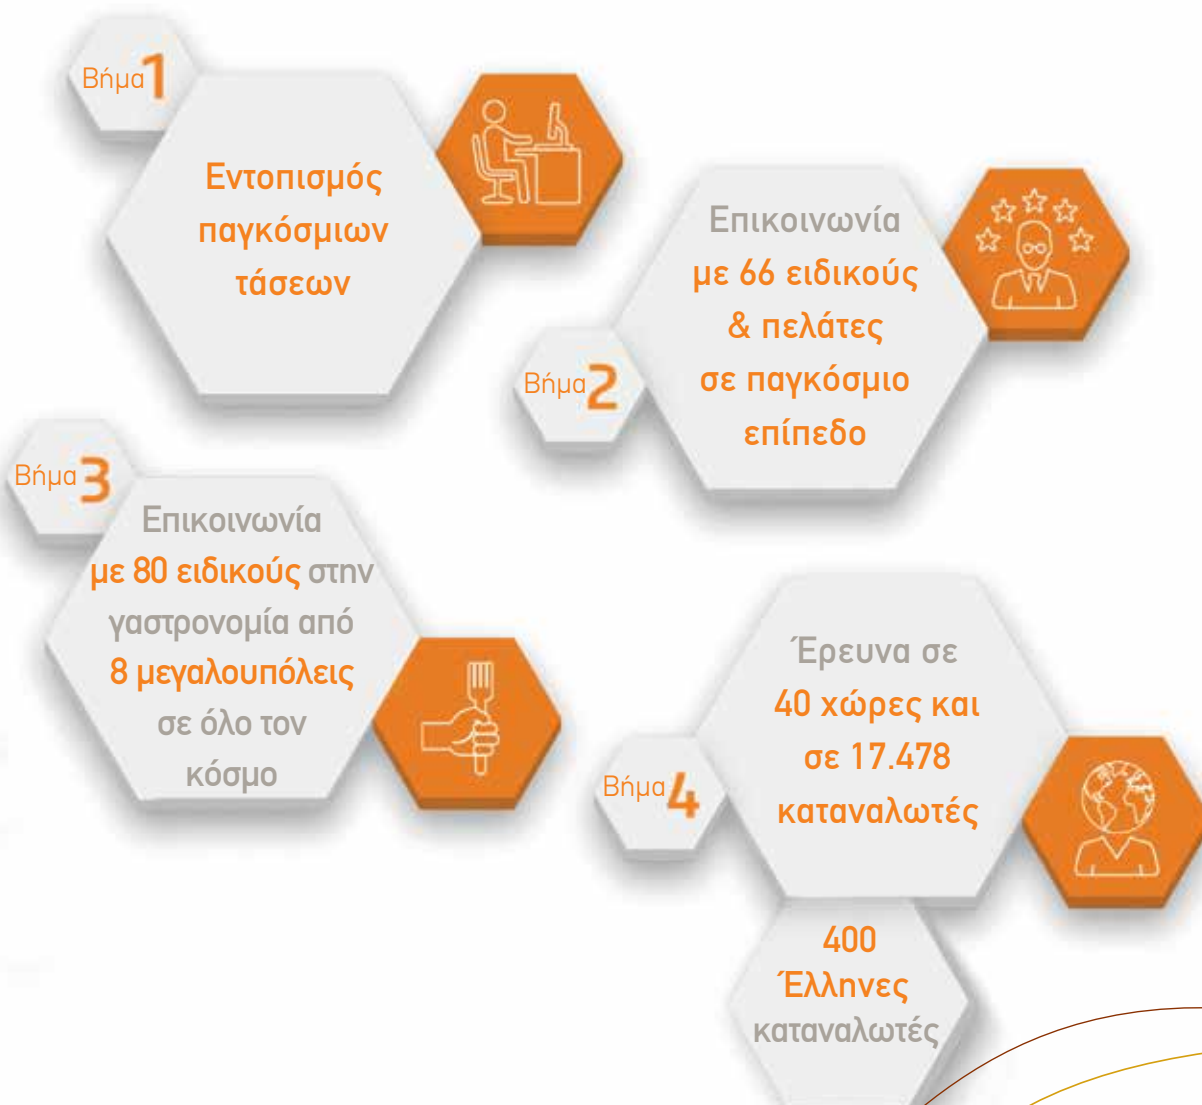 Βήμα 1
Εντοπισμός
παγκόσμιων
τάσεων
Βήμα 2
Επικοινωνία
με 66 ειδικούς
& πελάτες
σε παγκόσμιο
επίπεδο
Βήμα 3
Επικοινωνία
με 80 ειδικούς στην
γαστρονομία από
8 μεγαλουπόλεις
σε όλο τον
κόσμο
Βήμα 4
Έρευνα σε
40 χώρες και
σε 17.478
καταναλωτές
400
Έλληνες
καταναλωτές